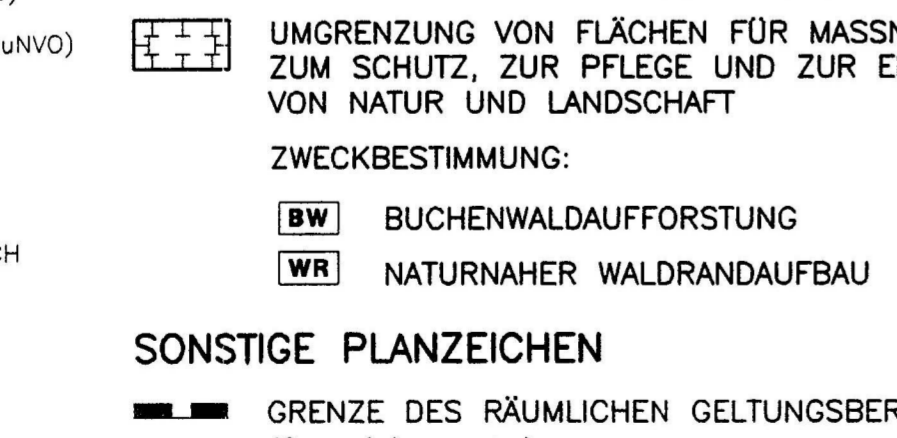 uNVO)
UMGRENZUNG VON FLÄCHEN FÜR MASSN
ZUM SCHUTZ, ZUR PFLEGE UND ZUR
VON NATUR UND LANDSCHAFT
ZWECKBESTIMMUNG:
BW BUCHENWALDAUFFORSTUNG
CH
WR NATURNAHER WALDRANDAUFBAU
SONSTIGE PLANZEICHEN
GRENZE DES RÄUMLICHEN GELTUNGSBER